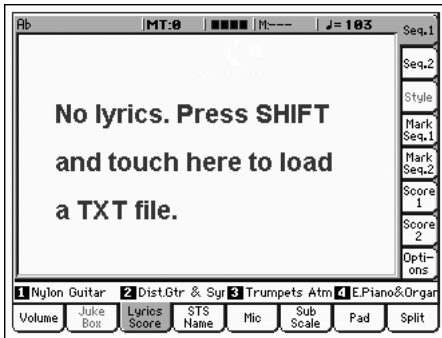 Ab MT:0 M:--- ♩= 103
Seq.1
Seq.2
Style
Mark
Seq.1
Mark
Seq.2
Score
1
Score
2
Opti-
ons
No lyrics. Press SHIFT
and touch here to load
a TXT file.
1 Nylon Guitar 2 Dist.Gtr & Syr 3 Trumpets Atm 4 E.Piano&Organ
Volume
Juke
Box
Lyrics
Score
STS
Name
Mic
Sub
Scale
Pad
Split